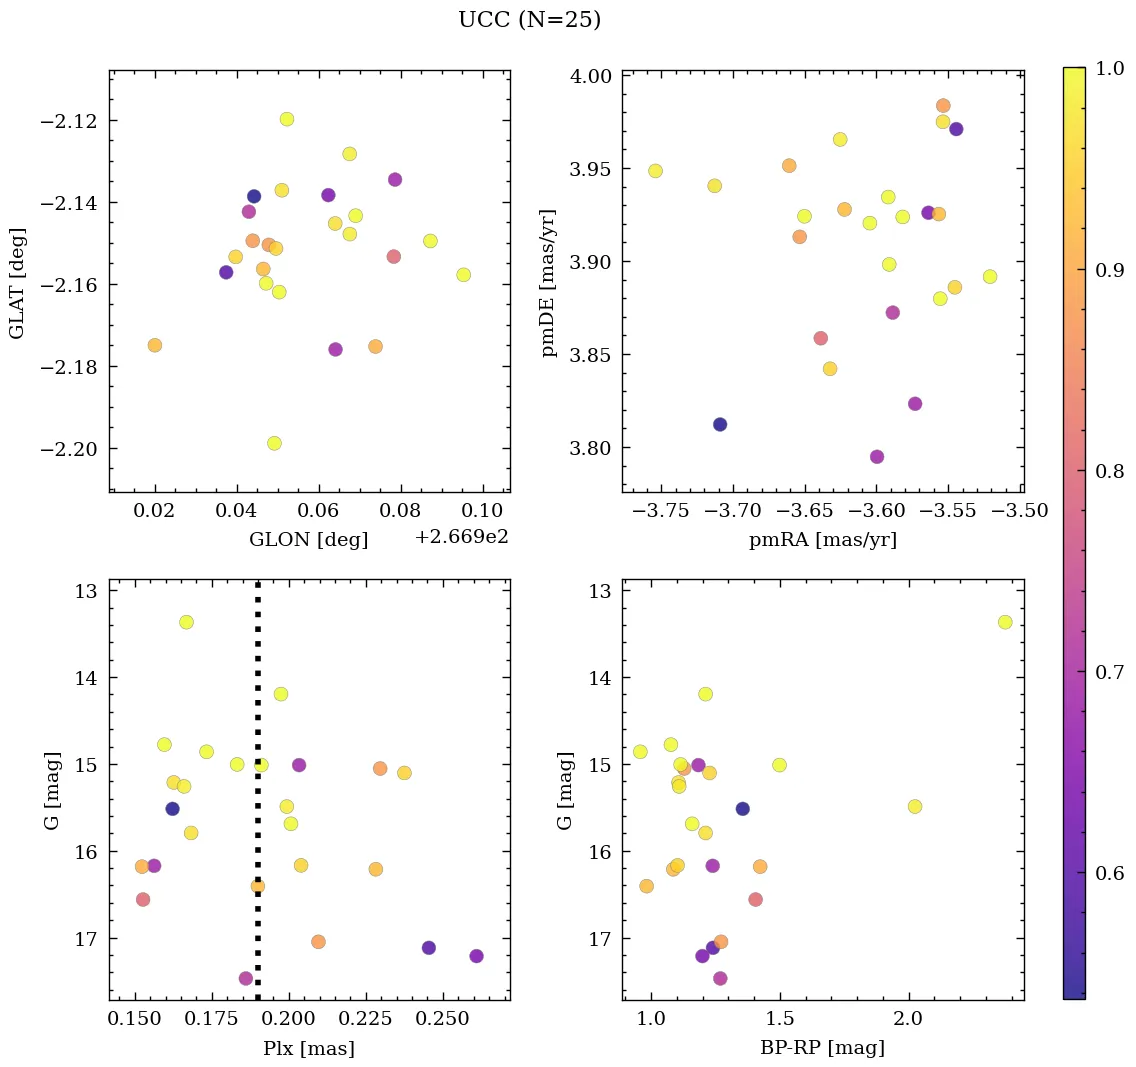 UCC (N=25)
−2.12
−2.14
−2.16
−2.18
−2.20
GLAT [deg]
0.02 0.04 0.06 0.08 0.10
GLON [deg]
+2.669e2
4.00
3.95
3.90
3.85
3.80
pmDE [mas/yr]
−3.75 −3.70 −3.65 −3.60 −3.55 −3.50
pmRA [mas/yr]
13
14
15
16
17
G [mag]
0.150 0.175 0.200 0.225 0.250
Plx [mas]
13
14
15
16
17
G [mag]
1.0 1.5 2.0
BP-RP [mag]
1.0
0.9
0.8
0.7
0.6